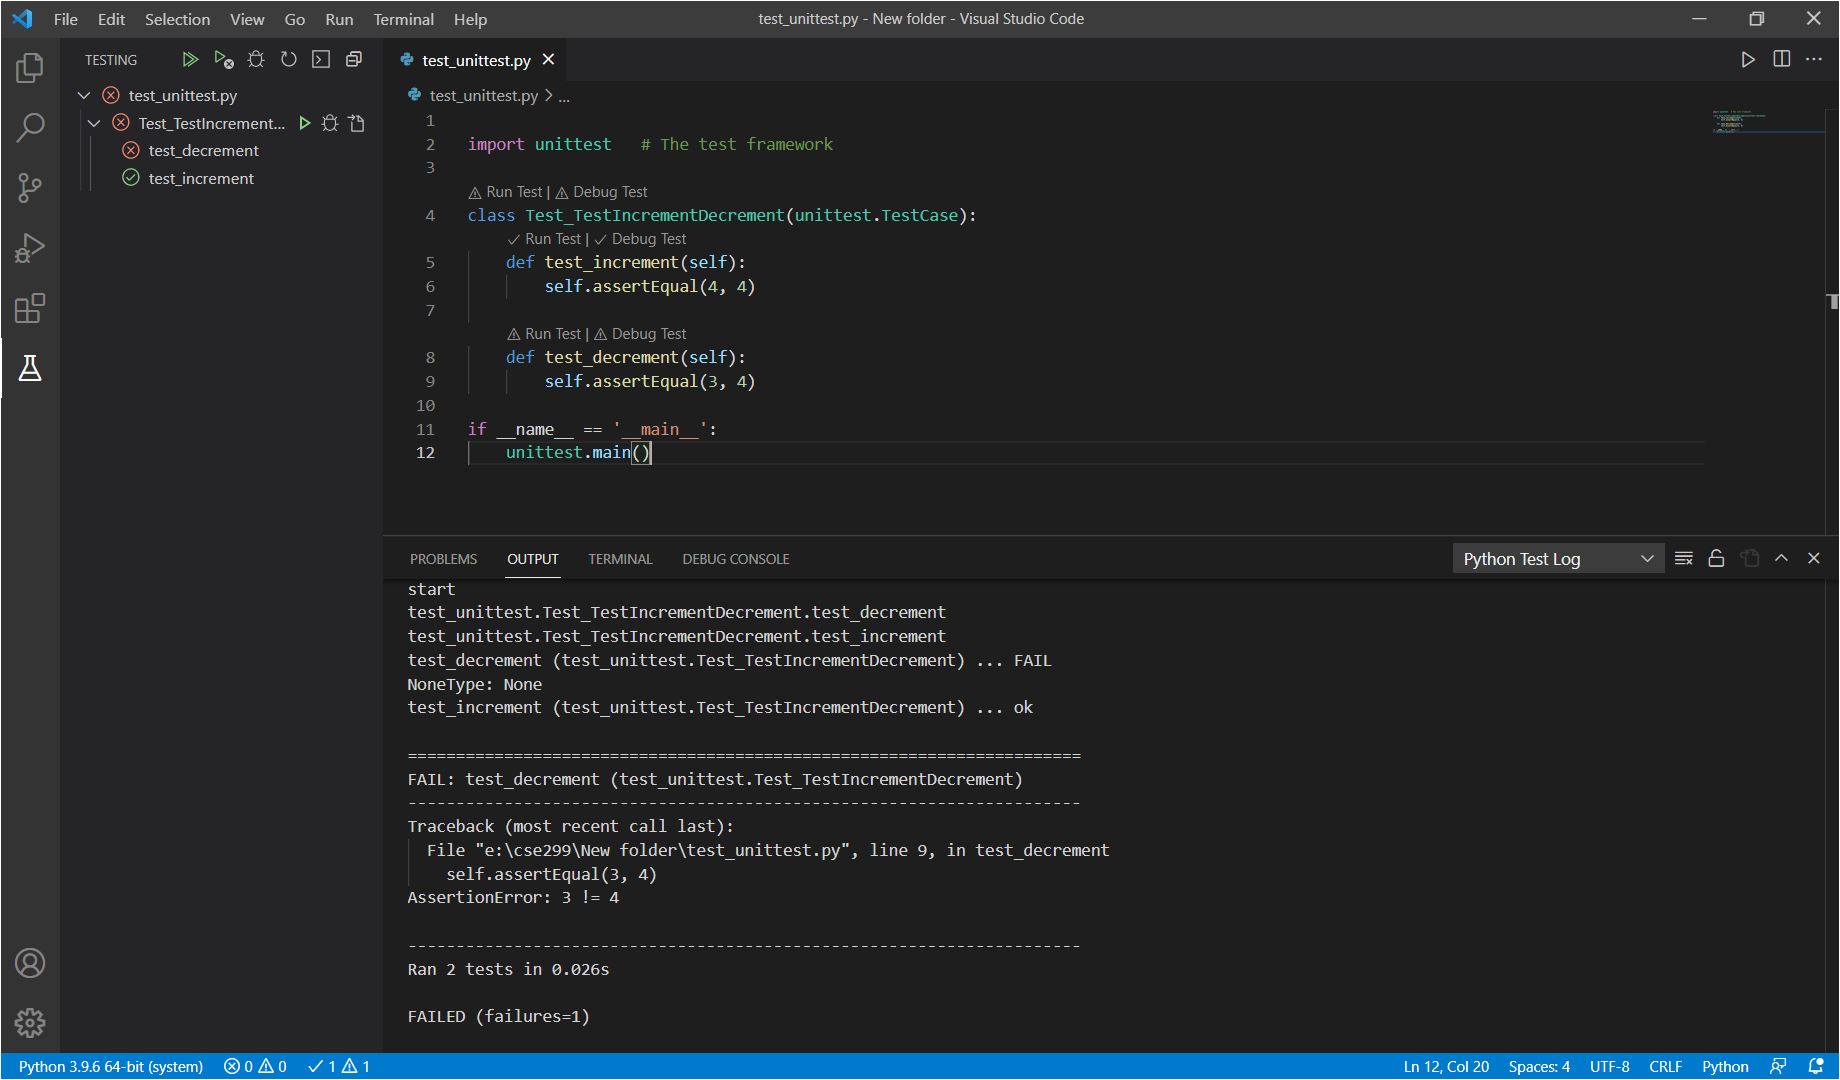 File Edit Selection View Go Run Terminal Help
test_unittest.py - New folder - Visual Studio Code
TESTING
test_unittest.py
Test_TestIncrement...
test_decrement
test_increment
test_unittest.py
test_unittest.py > ...
1
2 import unittest   # The test framework
3
Run Test | Debug Test
4 class Test_TestIncrementDecrement(unittest.TestCase):
Run Test | Debug Test
5     def test_increment(self):
6         self.assertEqual(4, 4)
7
Run Test | Debug Test
8     def test_decrement(self):
9         self.assertEqual(3, 4)
10
11 if __name__ == '__main__':
12     unittest.main()
PROBLEMS OUTPUT TERMINAL DEBUG CONSOLE
Python Test Log
start
test_unittest.Test_TestIncrementDecrement.test_decrement
test_unittest.Test_TestIncrementDecrement.test_increment
test_decrement (test_unittest.Test_TestIncrementDecrement) ... FAIL
NoneType: None
test_increment (test_unittest.Test_TestIncrementDecrement) ... ok
======================================================================
FAIL: test_decrement (test_unittest.Test_TestIncrementDecrement)
----------------------------------------------------------------------
Traceback (most recent call last):
  File "e:\cse299\New folder\test_unittest.py", line 9, in test_decrement
    self.assertEqual(3, 4)
AssertionError: 3 != 4
----------------------------------------------------------------------
Ran 2 tests in 0.026s
FAILED (failures=1)
Python 3.9.6 64-bit (system) 0 0 1 1
Ln 12, Col 20 Spaces: 4 UTF-8 CRLF Python